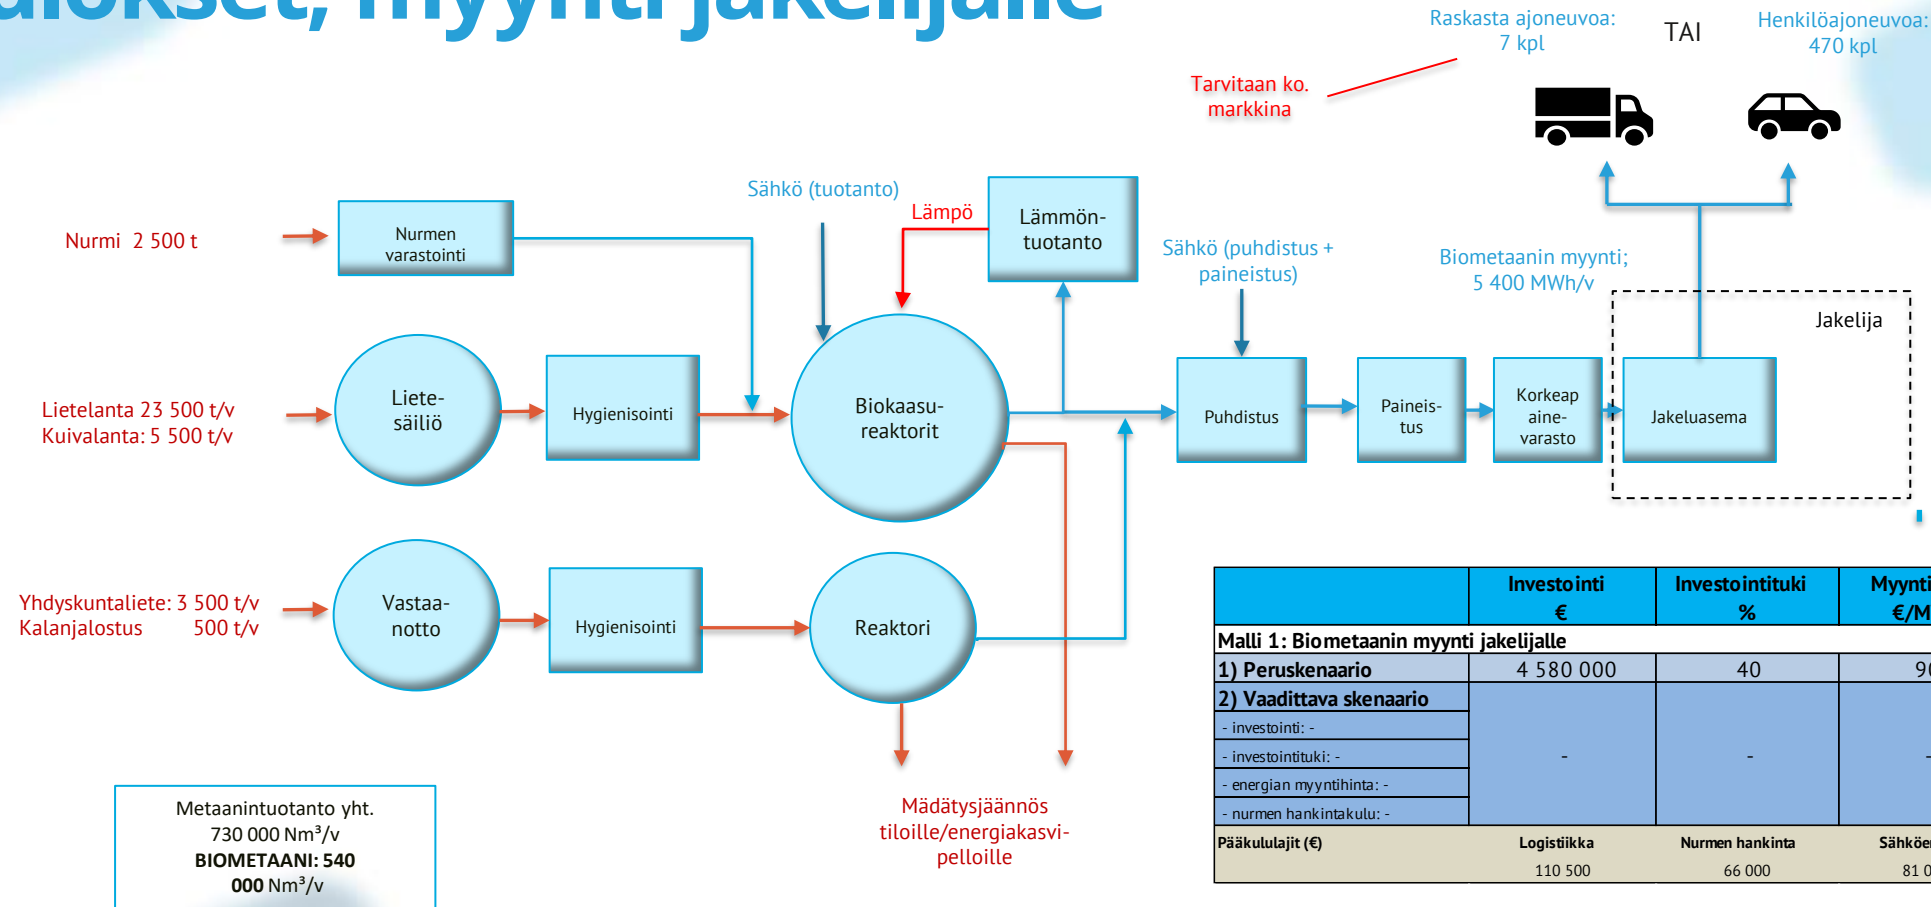 myynti jakelijalle
Raskasta ajoneuvoa:
7 kpl
TAI
Henkilöajoneuvoa:
470 kpl
Tarvitaan ko.
markkina
Sähkö (tuotanto)
Lämpö
Lämmön-
tuotanto
Nurmi 2 500 t
Nurmen
varastointi
Sähkö (puhdistus +
paineistus)
Biometaanin myynti;
5 400 MWh/v
Jakelija
Lietelanta 23 500 t/v
Kuivalanta: 5 500 t/v
Liete-
säiliö
Hygienisointi
Biokaasu-
reaktorit
Puhdistus
Paineis-
tus
Korkeap
aine-
varasto
Jakeluasema
Yhdyskuntaliete: 3 500 t/v
Kalanjalostus 500 t/v
Vastaa-
notto
Hygienisointi
Reaktori
Mädätysjäännös
tiloille/energiakasvi-
pelloille
Metaanintuotanto yht.
730 000 Nm³/v
BIOMETAANI: 540
000 Nm³/v
Investointi Investointituki
€ %
Malli 1: Biometaanin myynti jakelijalle
1) Peruskenaario 4 580 000 40
2) Vaadittava skenaario
- investointi: -
- investointituki: - - - -
- energian myyntihinta: -
- nurmen hankintakulu: -
Pääkululajit (€) Logistiikka Nurmen hankinta
110 500 66 000